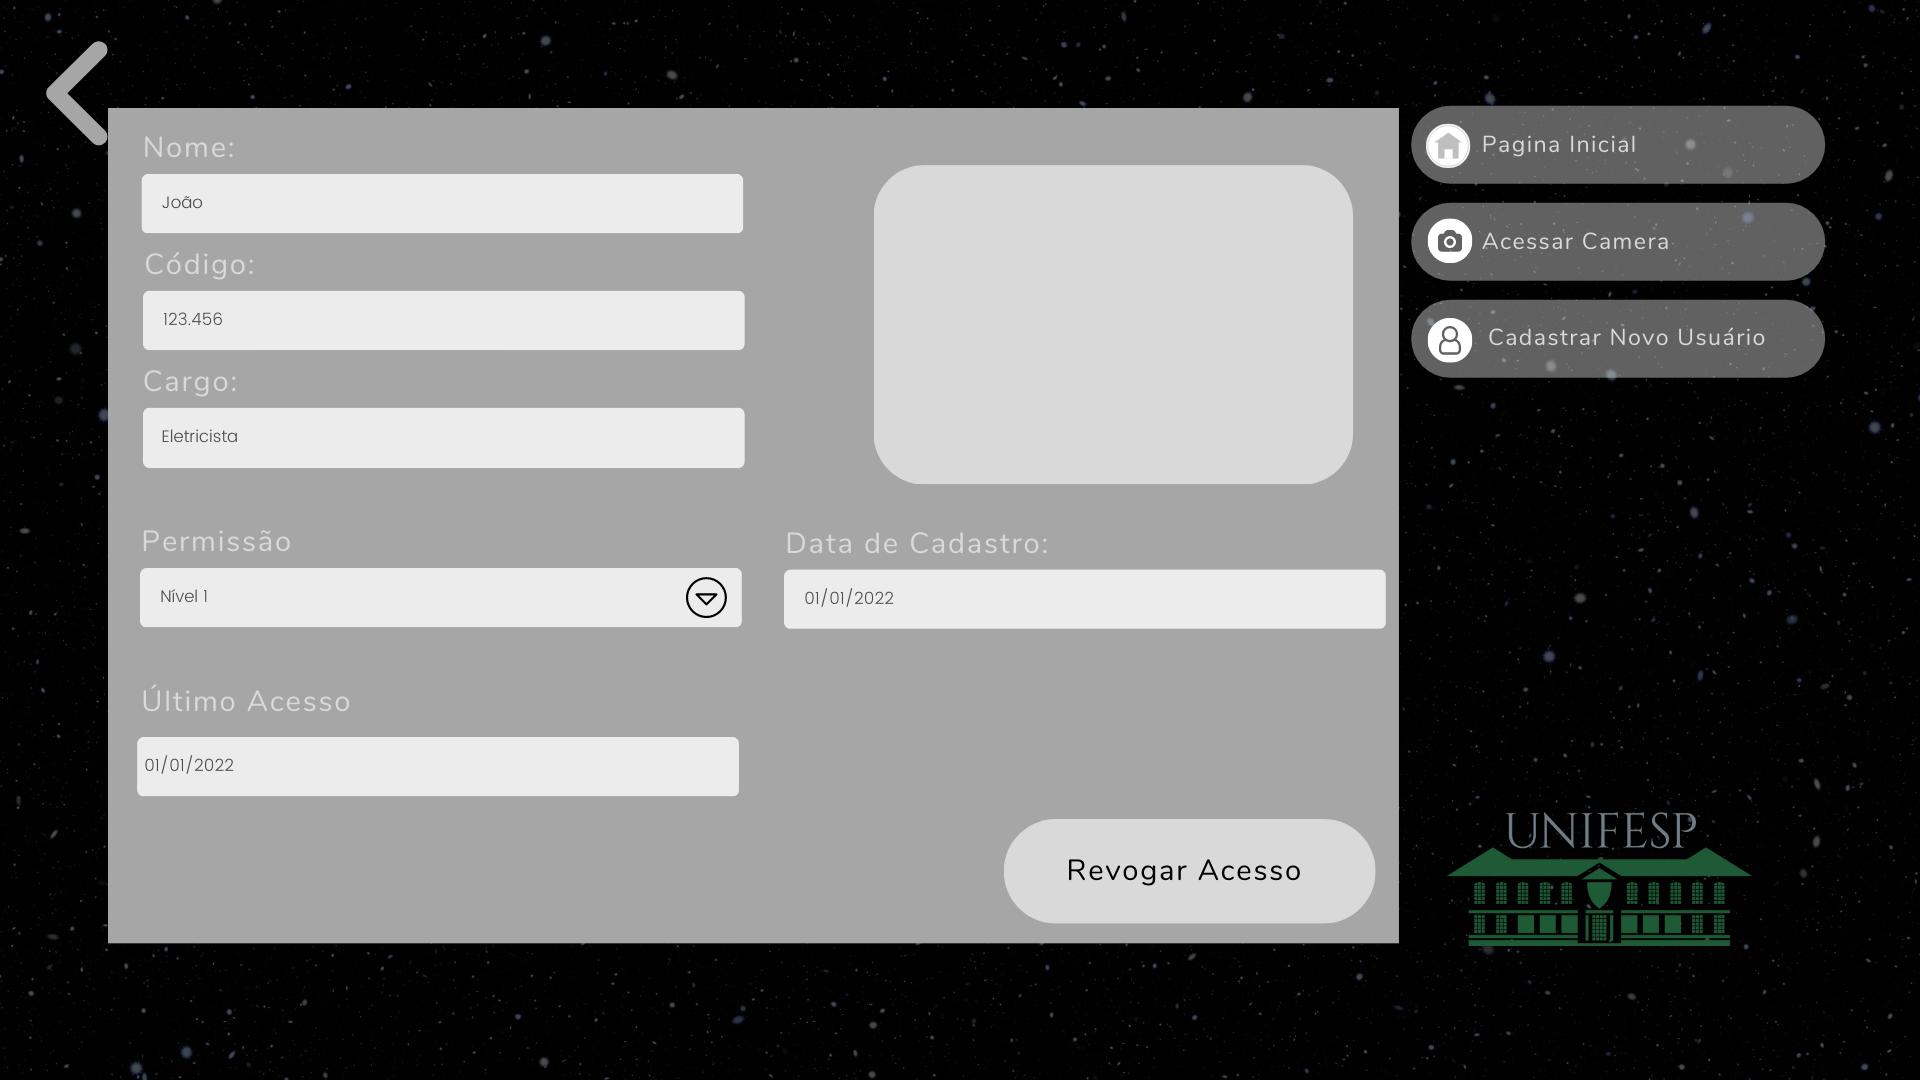 Nome:
João
Código:
123.456
Cargo:
Eletricista
Permissão
Nível 1
Data de Cadastro:
01/01/2022
Último Acesso
01/01/2022
Revogar Acesso
Pagina Inicial
Acessar Camera
Cadastrar Novo Usuário
UNIFESP